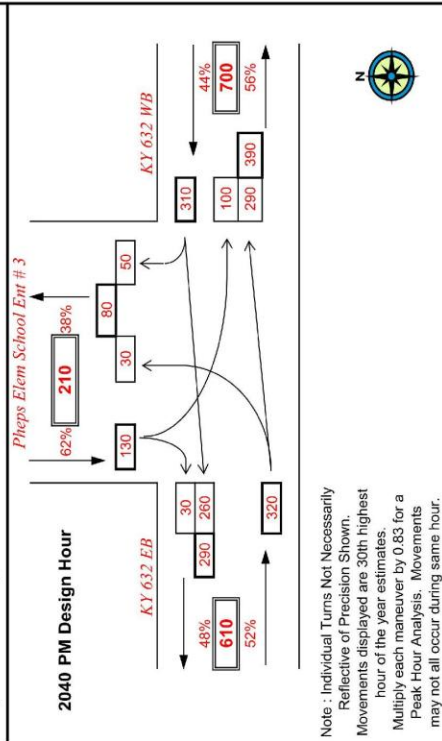 Pheps Elem School Ent # 3
2040 PM Design Hour
62%
210
38%
80
130
30
50
KY 632 EB
KY 632 WB
N
30
260
290
48%
610
52%
320
310
44%
700
56%
100
290
390
Note : Individual Turns Not Necessarily
Reflective of Precision Shown.
Movements displayed are 30th highest
hour of the year estimates.
Multiply each maneuver by 0.83 for a
Peak Hour Analysis. Movements
may not all occur during same hour.